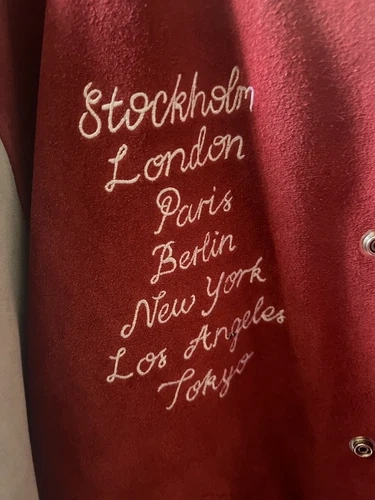 Stockholm
London
Paris
Berlin
New York
Los Angeles
Tokyo